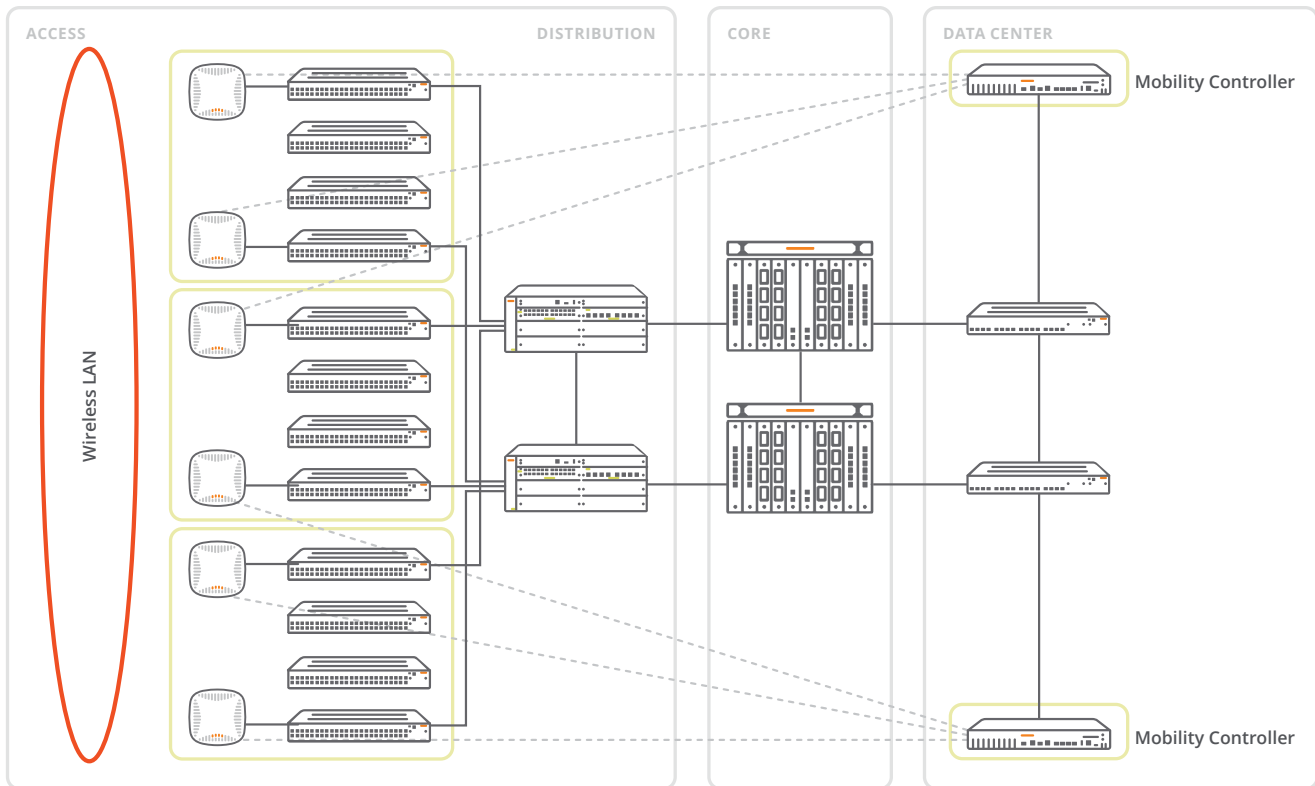 ACCESS
DISTRIBUTION
CORE
DATA CENTER
Mobility Controller
Wireless LAN
Mobility Controller